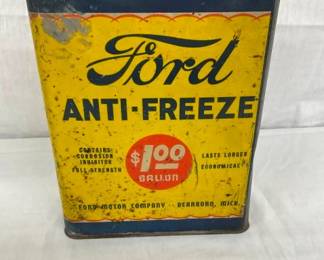 Ford
ANTI-FREEZE
CONTAINS
CORROSION
INHIBITOR
FULL STRENGTH
$1.00
GALLON
LASTS LONGER
ECONOMICAL
FORD MOTOR COMPANY - DEARBORN, MICH.